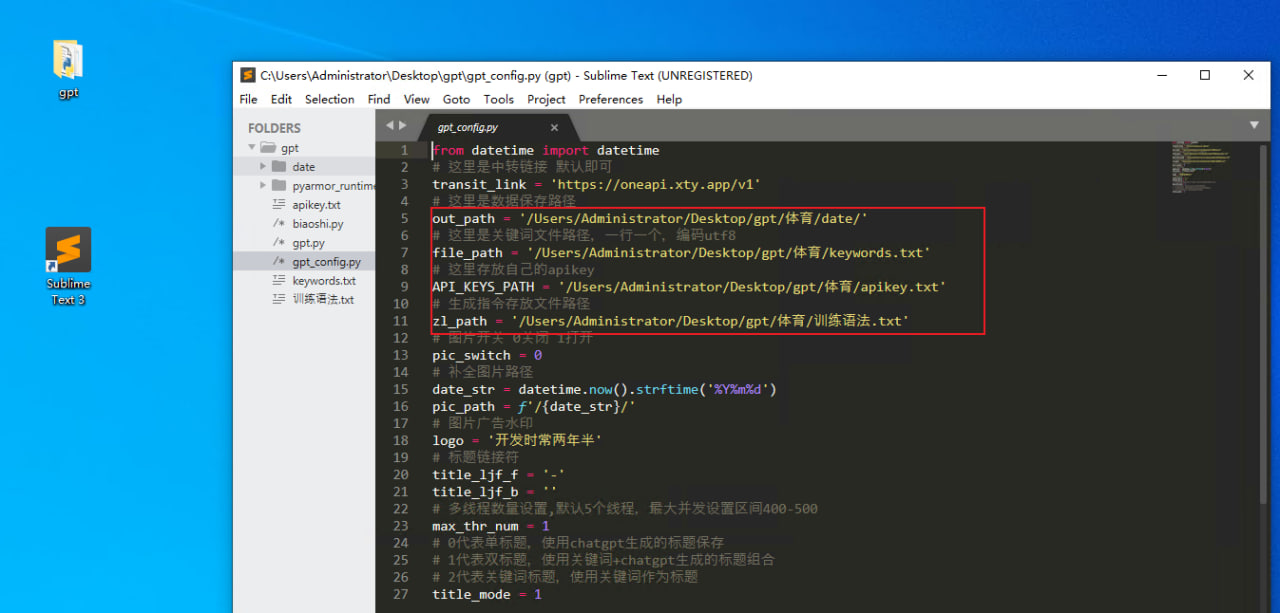 gpt
Sublime
Text 3
C:\Users\Administrator\Desktop\gpt\gpt_config.py (gpt) - Sublime Text (UNREGISTERED)
File Edit Selection Find View Goto Tools Project Preferences Help
FOLDERS
gpt
date
pyarmor_runtime
apikey.txt
biaoshi.py
gpt.py
gpt_config.py
keywords.txt
训练语法.txt
gpt_config.py
1 from datetime import datetime
2 # 这里是中转链接 默认即可
3 transit_link = 'https://oneapi.xty.app/v1'
4 # 这里是数据保存路径
5 out_path = '/Users/Administrator/Desktop/gpt/体育/date/'
6 # 这里是关键词文件路径，一行一个，编码utf8
7 file_path = '/Users/Administrator/Desktop/gpt/体育/keywords.txt'
8 # 这里存放自己的apikey
9 API_KEYS_PATH = '/Users/Administrator/Desktop/gpt/体育/apikey.txt'
10 # 生成指令存放文件路径
11 zl_path = '/Users/Administrator/Desktop/gpt/体育/训练语法.txt'
12 # 图片开关 0关闭 1打开
13 pic_switch = 0
14 # 补全图片路径
15 date_str = datetime.now().strftime('%Y%m%d')
16 pic_path = f'/{date_str}/'
17 # 图片广告水印
18 logo = '开发时常两年半'
19 # 标题链接符
20 title_ljf_f = '-'
21 title_ljf_b = ''
22 # 多线程数量设置,默认5个线程，最大并发设置区间400-500
23 max_thr_num = 1
24 # 0代表单标题，使用chatgpt生成的标题保存
25 # 1代表双标题，使用关键词+chatgpt生成的标题组合
26 # 2代表关键词标题，使用关键词作为标题
27 title_mode = 1